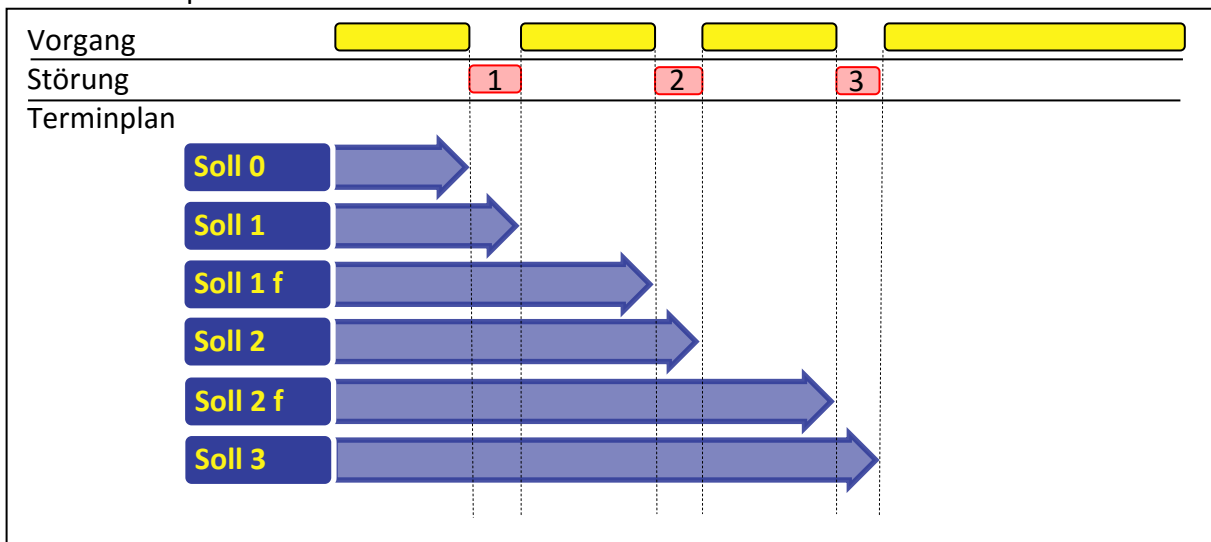 Vorgang
Störung
1 2 3
Terminplan
Soll 0
Soll 1
Soll 1 f
Soll 2
Soll 2 f
Soll 3